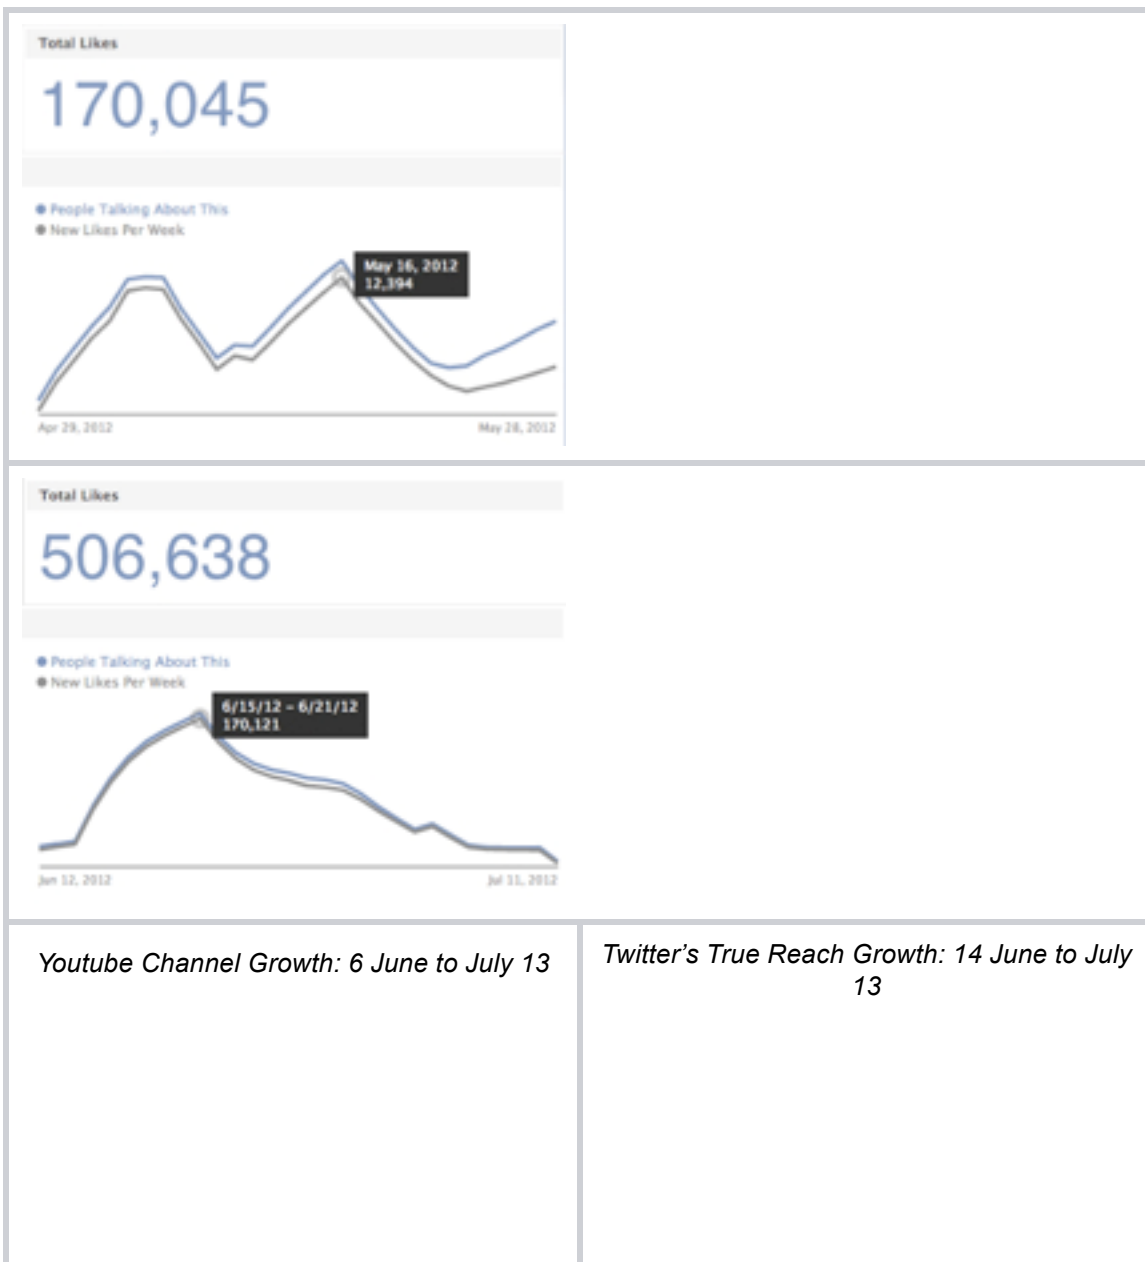 Total Likes
170,045
People Talking About This
New Likes Per Week
May 16, 2012
12,394
Apr 29, 2012
May 28, 2012
Total Likes
506,638
People Talking About This
New Likes Per Week
6/15/12 – 6/21/12
170,121
Jun 12, 2012
Jul 11, 2012
Youtube Channel Growth: 6 June to July 13
Twitter’s True Reach Growth: 14 June to July
13